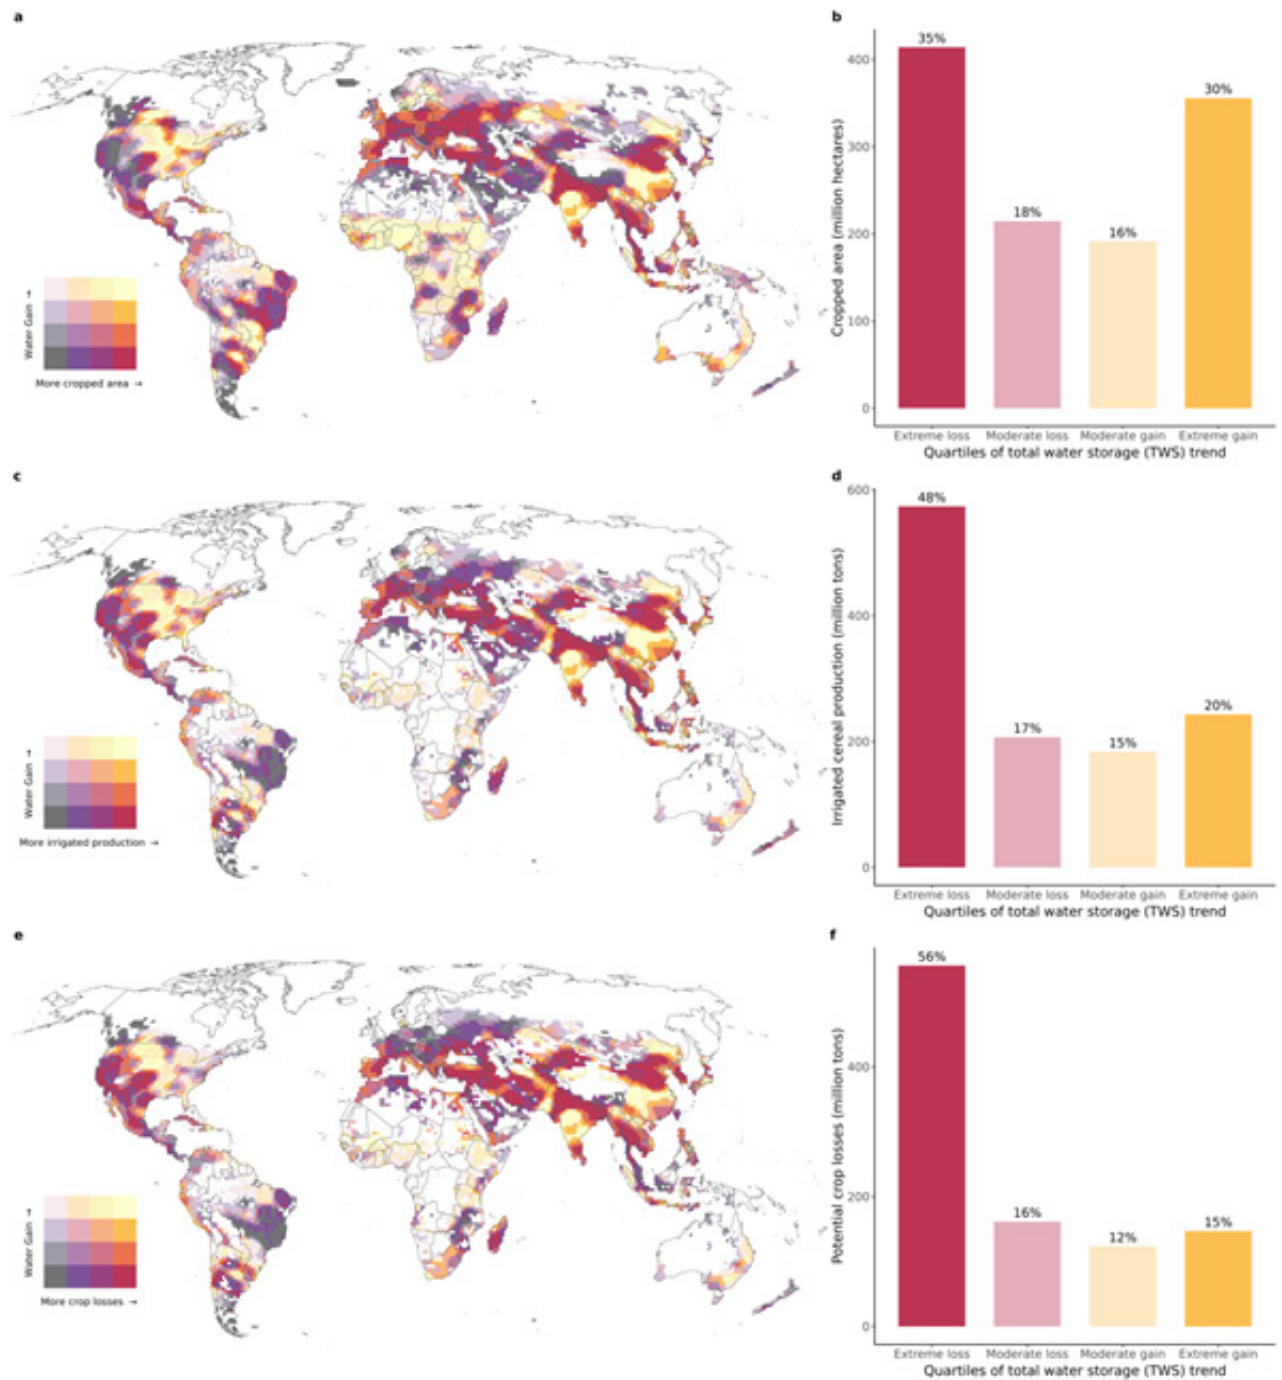 a
Water Gain →
More cropped area →
b
Cropped area (million hectares)
400
300
200
100
0
35%
18%
16%
30%
Extreme loss Moderate loss Moderate gain Extreme gain
Quartiles of total water storage (TWS) trend
c
Water Gain →
More irrigated production →
d
Irrigated cereal production (million tons)
600
400
200
0
48%
17%
15%
20%
Extreme loss Moderate loss Moderate gain Extreme gain
Quartiles of total water storage (TWS) trend
e
Water Gain →
More crop losses →
f
Potential crop losses (million tons)
400
200
0
56%
16%
12%
15%
Extreme loss Moderate loss Moderate gain Extreme gain
Quartiles of total water storage (TWS) trend